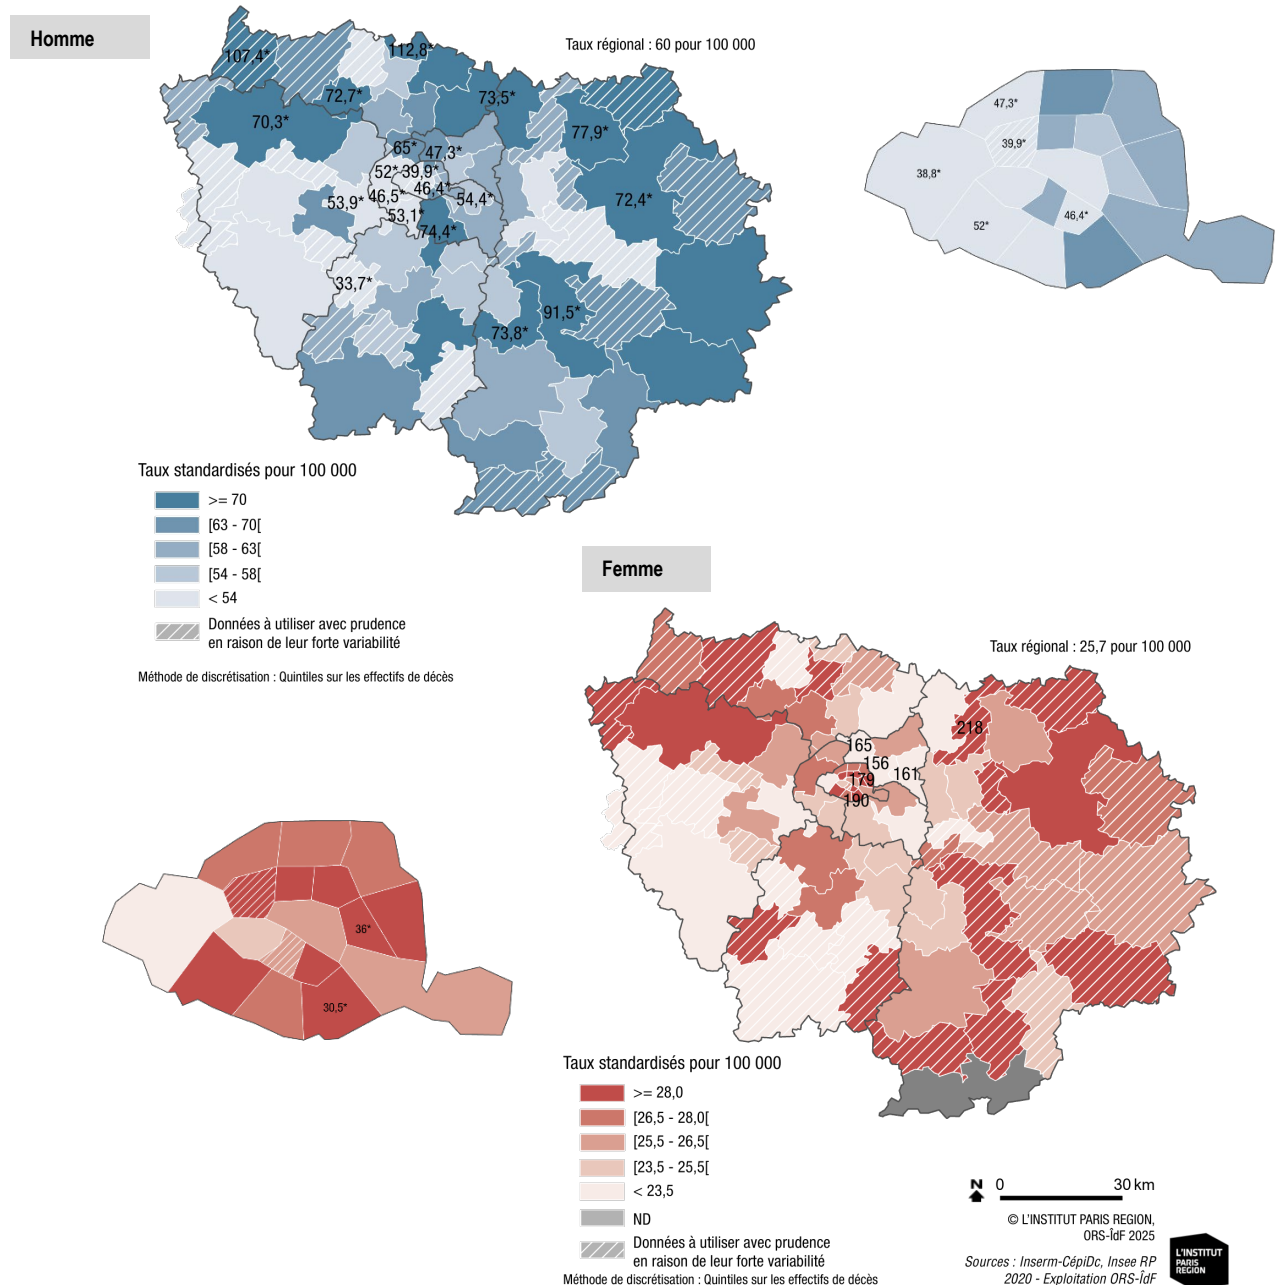 Homme
Taux régional : 60 pour 100 000
107,4*
112,8*
72,7*
73,5*
70,3*
77,9*
65*
47,3*
52*
39,9*
46,4*
72,4*
53,9*
46,5*
54,4*
53,1*
74,4*
33,7*
91,5*
73,8*
47,3*
39,9*
38,8*
46,4*
52*
Taux standardisés pour 100 000
>= 70
[63 - 70[
[58 - 63[
[54 - 58[
< 54
Données à utiliser avec prudence
en raison de leur forte variabilité
Méthode de discrétisation : Quintiles sur les effectifs de décès
Femme
Taux régional : 25,7 pour 100 000
218
165
156
161
179
190
36*
30,5*
Taux standardisés pour 100 000
>= 28,0
[26,5 - 28,0[
[25,5 - 26,5[
[23,5 - 25,5[
< 23,5
ND
Données à utiliser avec prudence
en raison de leur forte variabilité
Méthode de discrétisation : Quintiles sur les effectifs de décès
N 0 30 km
© L'INSTITUT PARIS REGION,
ORS-ÎdF 2025
Sources : Inserm-CépiDc, Insee RP
2020 - Exploitation ORS-ÎdF
L'INSTITUT
PARIS
REGION